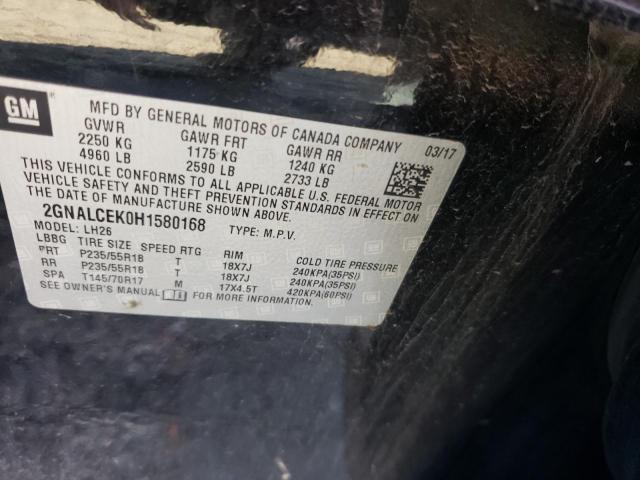 GM
MFD BY GENERAL MOTORS OF CANADA COMPANY
GVWR GAWR FRT GAWR RR 03/17
2250 KG 1175 KG 1240 KG
4960 LB 2590 LB 2733 LB
THIS VEHICLE CONFORMS TO ALL APPLICABLE U.S. FEDERAL MOTOR
VEHICLE SAFETY AND THEFT PREVENTION STANDARDS IN EFFECT ON
THE DATE OF MANUFACTURE SHOWN ABOVE.
2GNALCEK0H1580168 TYPE: M.P.V.
MODEL: LH26
LBBG TIRE SIZE SPEED RTG RIM COLD TIRE PRESSURE
FRT P235/55R18 T 18X7J 240KPA(35PSI)
RR P235/55R18 T 18X7J 240KPA(35PSI)
SPA T145/70R17 M 17X4.5T 420KPA(60PSI)
SEE OWNER'S MANUAL FOR MORE INFORMATION